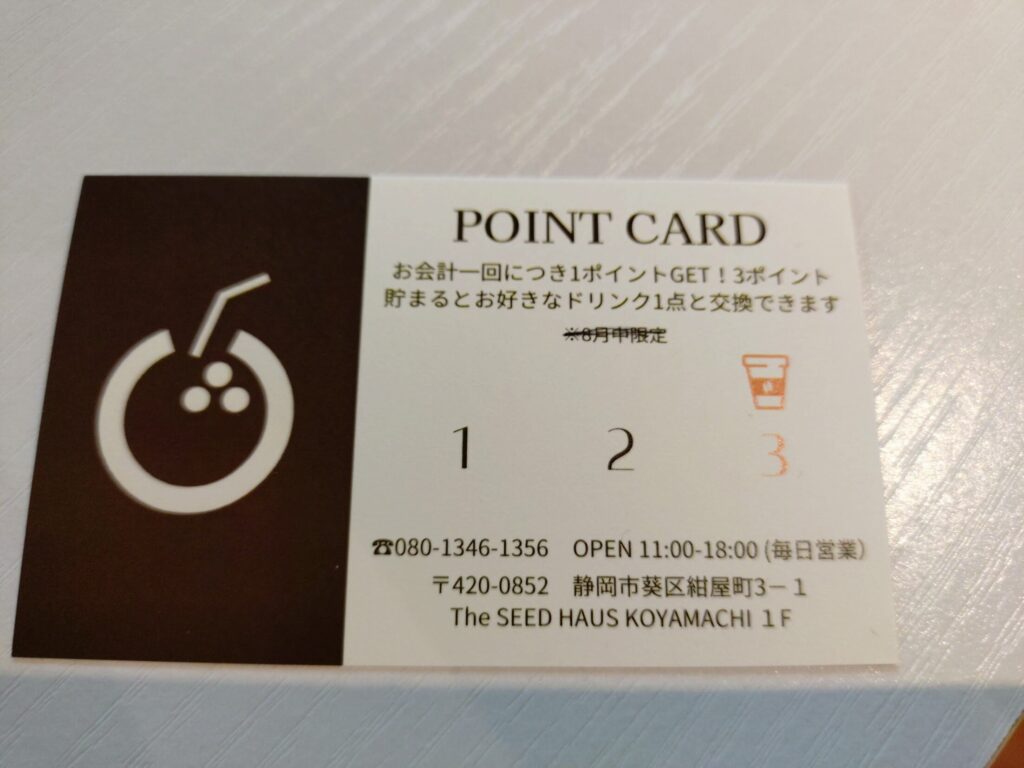 POINT CARD
お会計一回につき1ポイントGET！3ポイント
貯まるとお好きなドリンク1点と交換できます
※8月中限定
1 2 3
☎080-1346-1356 OPEN 11:00-18:00 (毎日営業）
〒420-0852 静岡市葵区紺屋町3－1
The SEED HAUS KOYAMACHI １F